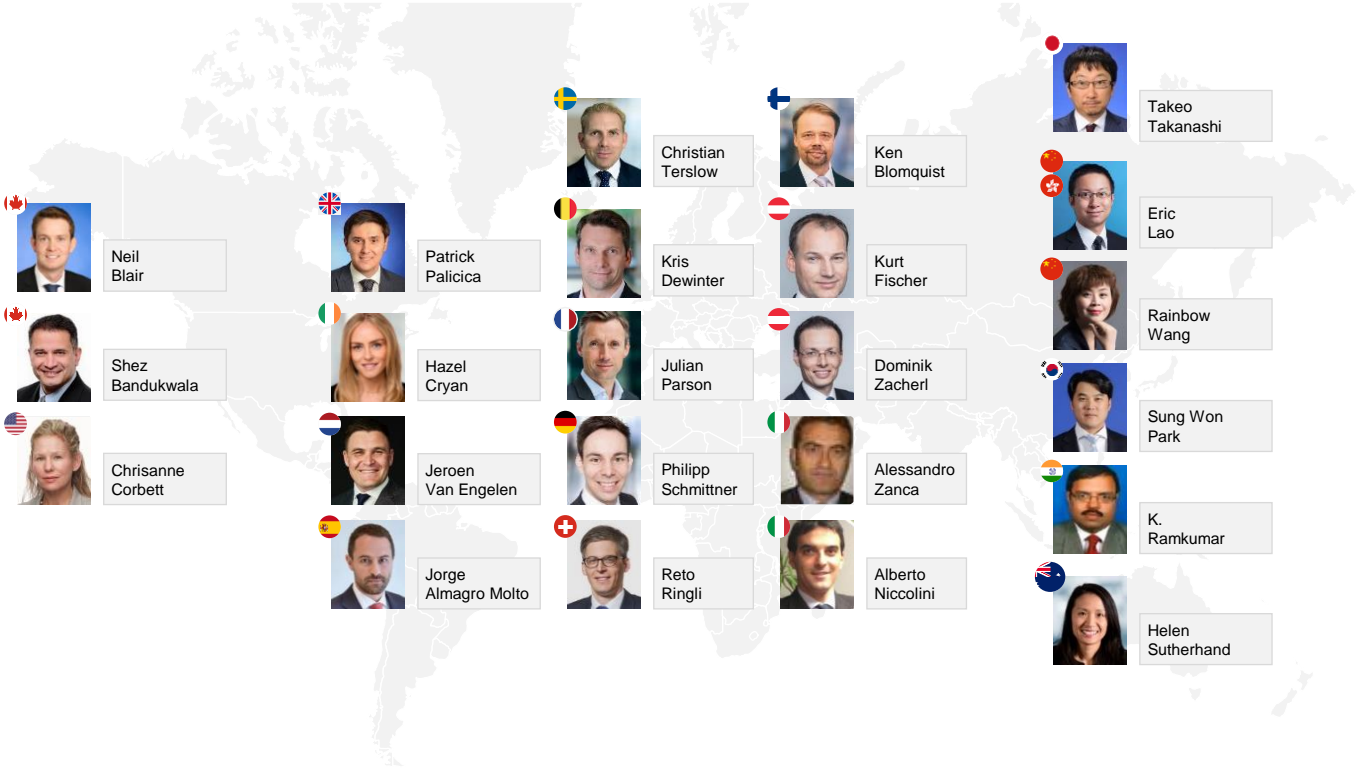 Neil
Blair
Shez
Bandukwala
Chrisanne
Corbett
Patrick
Palicica
Hazel
Cryan
Jeroen
Van Engelen
Jorge
Almagro Molto
Christian
Terslow
Kris
Dewinter
Julian
Parson
Philipp
Schmittner
Reto
Ringli
Ken
Blomquist
Kurt
Fischer
Dominik
Zacherl
Alessandro
Zanca
Alberto
Niccolini
Takeo
Takanashi
Eric
Lao
Rainbow
Wang
Sung Won
Park
K.
Ramkumar
Helen
Sutherhand